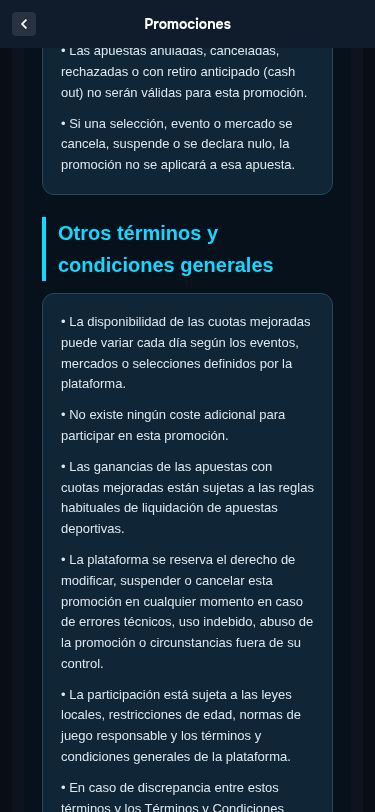 Promociones
• Las apuestas anuladas, canceladas,
rechazadas o con retiro anticipado (cash
out) no serán válidas para esta promoción.
• Si una selección, evento o mercado se
cancela, suspende o se declara nulo, la
promoción no se aplicará a esa apuesta.
Otros términos y
condiciones generales
• La disponibilidad de las cuotas mejoradas
puede variar cada día según los eventos,
mercados o selecciones definidos por la
plataforma.
• No existe ningún coste adicional para
participar en esta promoción.
• Las ganancias de las apuestas con
cuotas mejoradas están sujetas a las reglas
habituales de liquidación de apuestas
deportivas.
• La plataforma se reserva el derecho de
modificar, suspender o cancelar esta
promoción en cualquier momento en caso
de errores técnicos, uso indebido, abuso de
la promoción o circunstancias fuera de su
control.
• La participación está sujeta a las leyes
locales, restricciones de edad, normas de
juego responsable y los términos y
condiciones generales de la plataforma.
• En caso de discrepancia entre estos
términos y los Términos y Condiciones